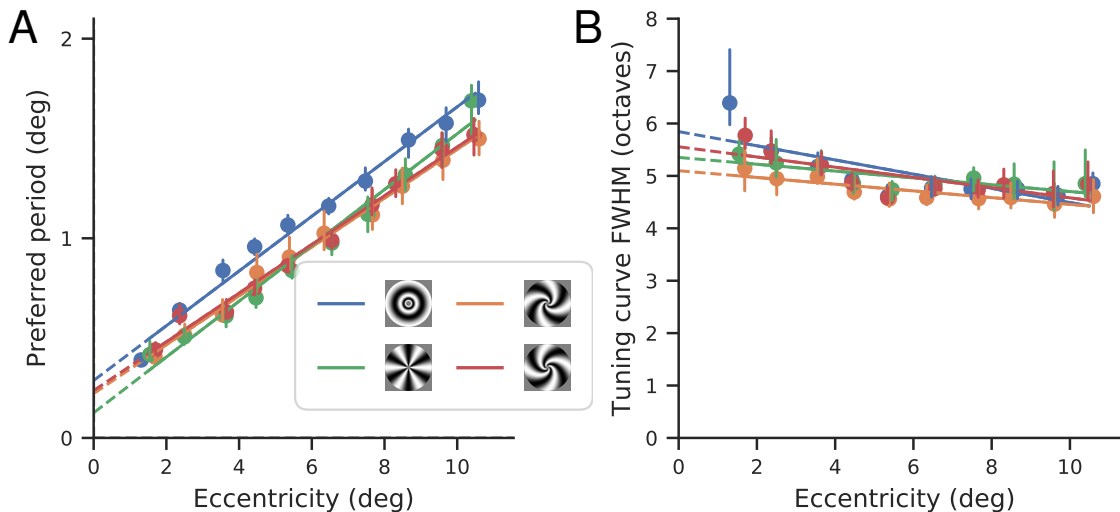 A
Preferred period (deg)
2
1
0
0 2 4 6 8 10
Eccentricity (deg)
B
Tuning curve FWHM (octaves)
8
7
6
5
4
3
2
1
0
0 2 4 6 8 10
Eccentricity (deg)